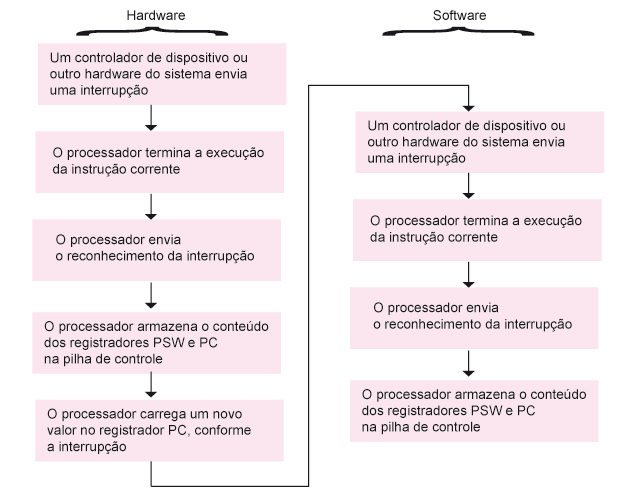 Hardware
Um controlador de dispositivo ou
outro hardware do sistema envia
uma interrupção
O processador termina a execução
da instrução corrente
O processador envia
o reconhecimento da interrupção
O processador armazena o conteúdo
dos registradores PSW e PC
na pilha de controle
O processador carrega um novo
valor no registrador PC, conforme
a interrupção
Software
Um controlador de dispositivo ou
outro hardware do sistema envia
uma interrupção
O processador termina a execução
da instrução corrente
O processador envia
o reconhecimento da interrupção
O processador armazena o conteúdo
dos registradores PSW e PC
na pilha de controle